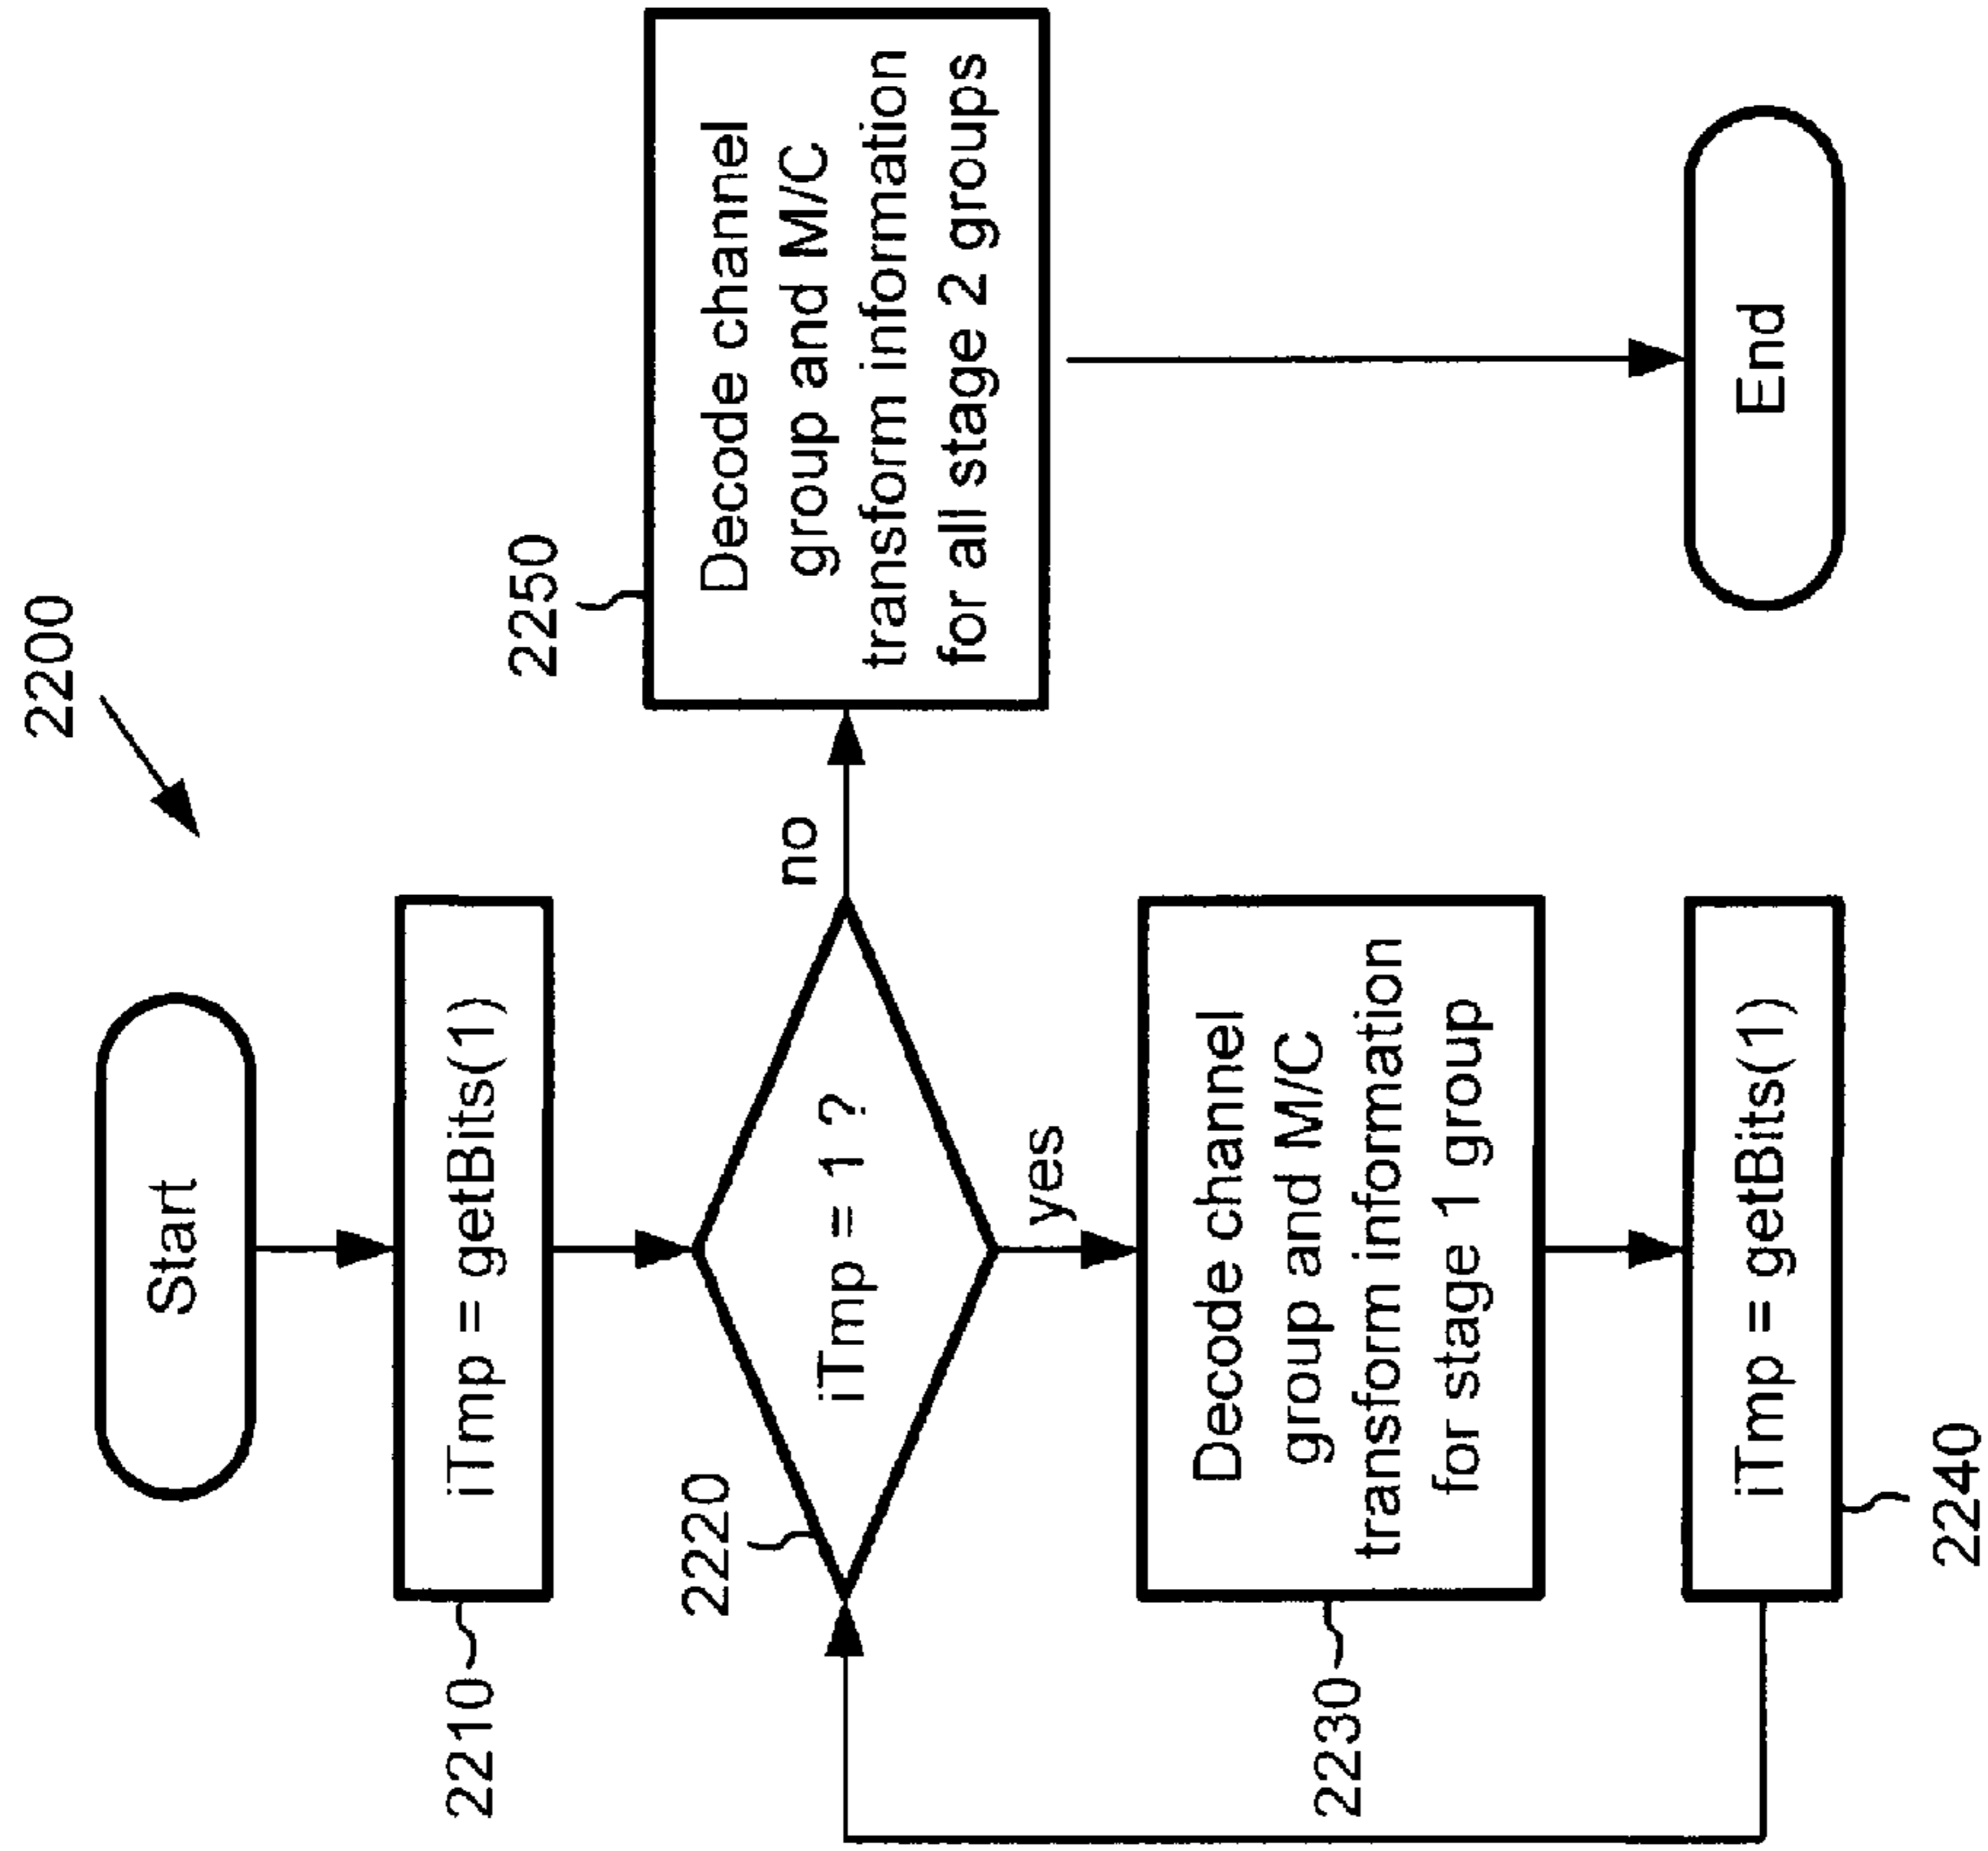 2200
Start
2210
iTmp = getBits(1)
2220
iTmp = 1 ?
no
yes
2250
Decode channel
group and M/C
transform information
for all stage 2 groups
2230
Decode channel
group and M/C
transform information
for stage 1 group
2240
iTmp = getBits(1)
End